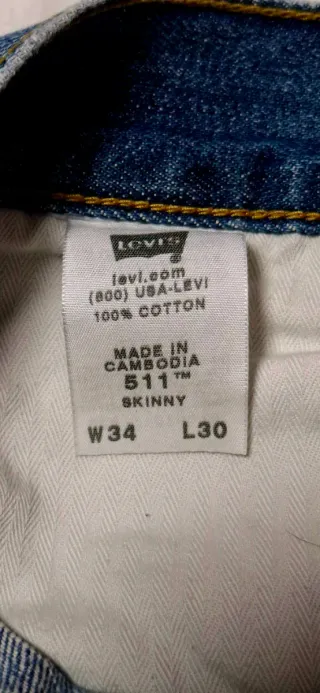 LEVI'S
®
levi.com
(800) USA-LEVI
100% COTTON
MADE IN
CAMBODIA
511™
SKINNY
W34 L30